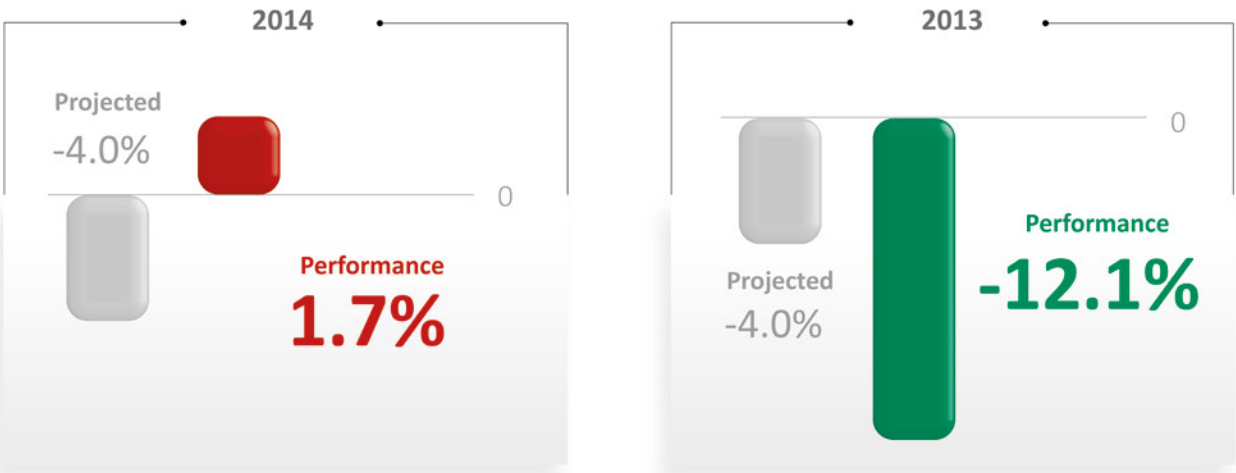 2014
Projected
-4.0%
0
Performance
1.7%
2013
0
Performance
-12.1%
Projected
-4.0%